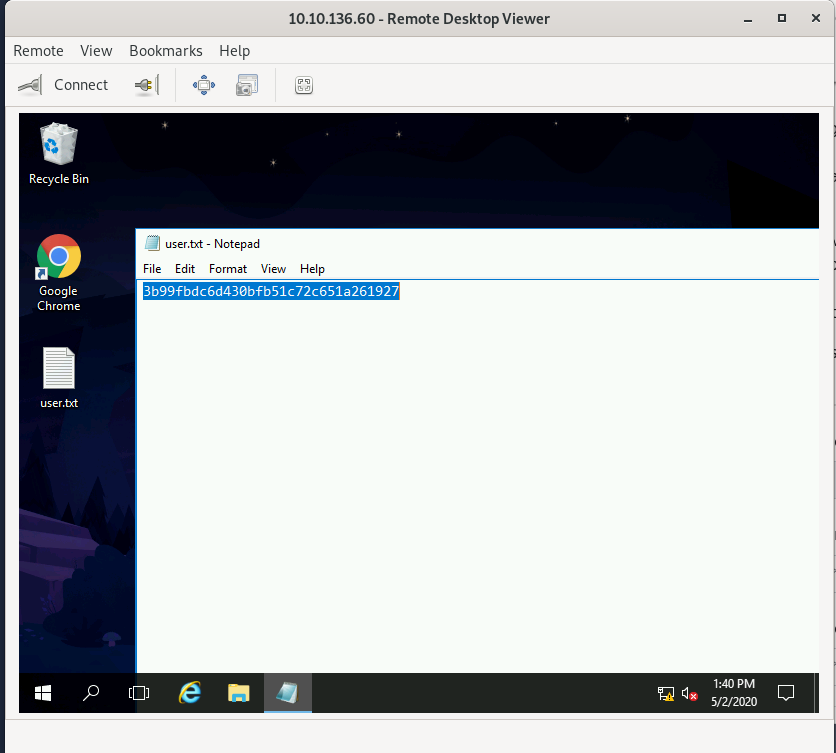 10.10.136.60 - Remote Desktop Viewer
Remote View Bookmarks Help
Connect
Recycle Bin
user.txt - Notepad
File Edit Format View Help
3b99fbdc6d430bfb51c72c651a261927
Google
Chrome
user.txt
1:40 PM
5/2/2020